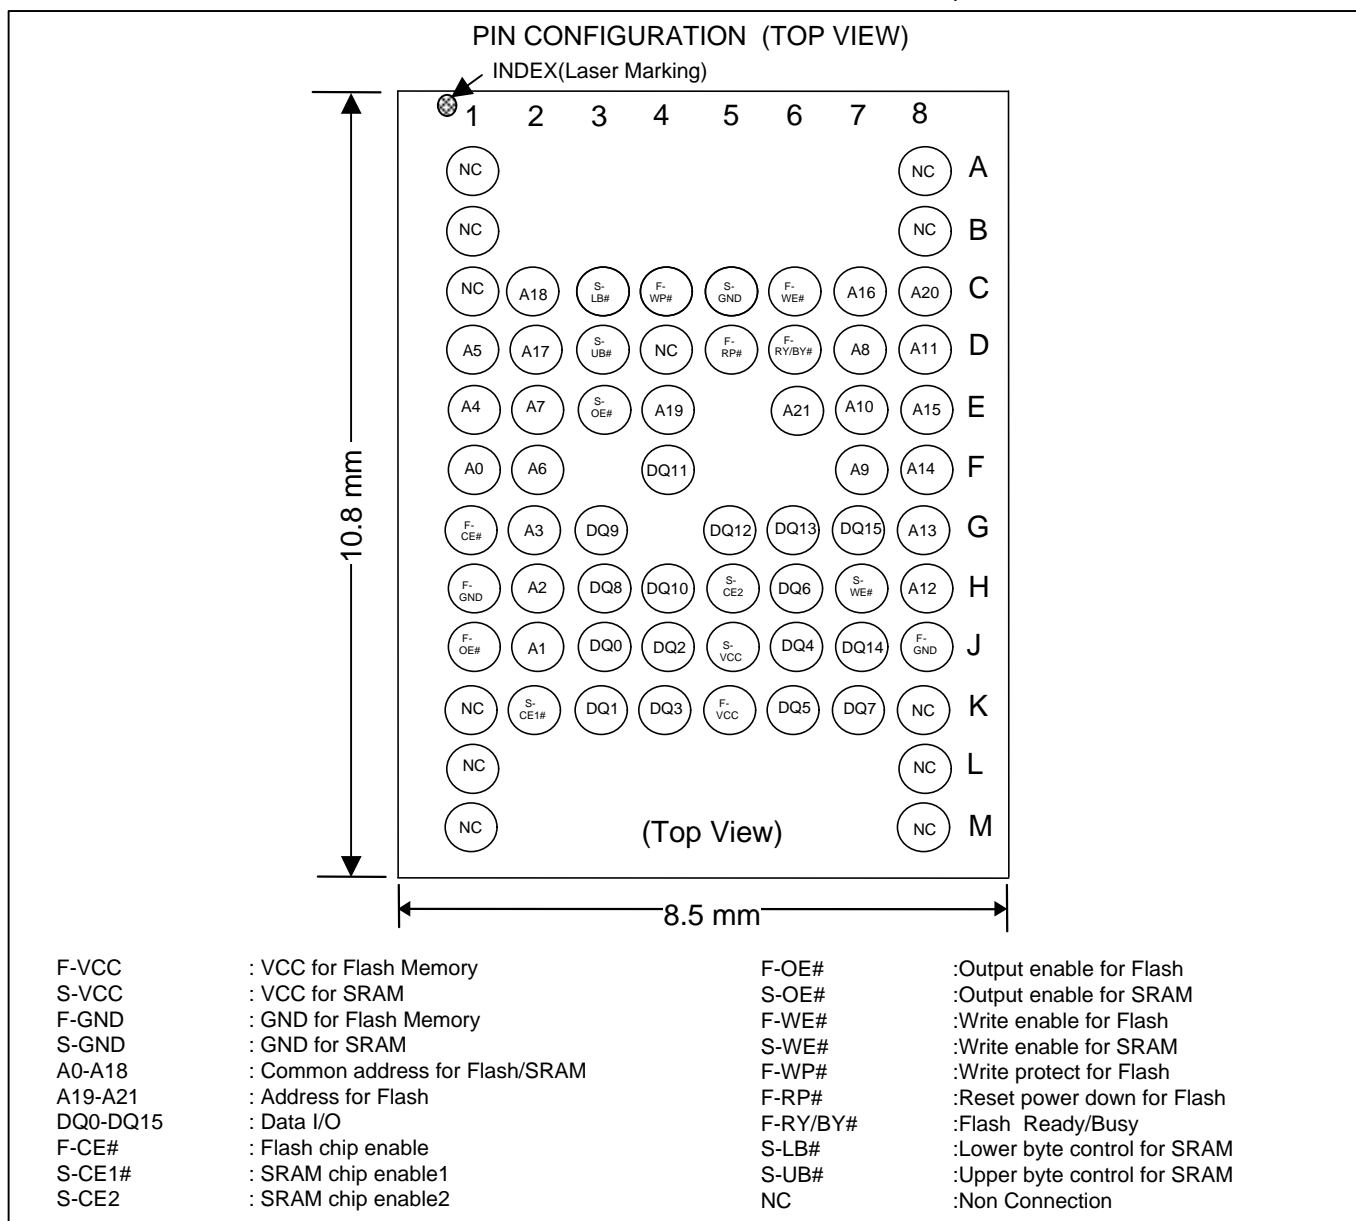 PIN CONFIGURATION (TOP VIEW)
INDEX(Laser Marking)
1 2 3 4 5 6 7 8
NC NC A
NC NC B
NC A18 S-LB# F-WP# S-GND F-WE# A16 A20 C
A5 A17 S-UB# NC F-RP# F-RY/BY# A8 A11 D
A4 A7 S-OE# A19 A21 A10 A15 E
A0 A6 DQ11 A9 A14 F
F-CE# A3 DQ9 DQ12 DQ13 DQ15 A13 G
F-GND A2 DQ8 DQ10 S-CE2 DQ6 S-WE# A12 H
F-OE# A1 DQ0 DQ2 S-VCC DQ4 DQ14 F-GND J
NC S-CE1# DQ1 DQ3 F-VCC DQ5 DQ7 NC K
NC NC L
NC NC M
(Top View)
10.8 mm
8.5 mm
F-VCC : VCC for Flash Memory
S-VCC : VCC for SRAM
F-GND : GND for Flash Memory
S-GND : GND for SRAM
A0-A18 : Common address for Flash/SRAM
A19-A21 : Address for Flash
DQ0-DQ15 : Data I/O
F-CE# : Flash chip enable
S-CE1# : SRAM chip enable1
S-CE2 : SRAM chip enable2
F-OE# :Output enable for Flash
S-OE# :Output enable for SRAM
F-WE# :Write enable for Flash
S-WE# :Write enable for SRAM
F-WP# :Write protect for Flash
F-RP# :Reset power down for Flash
F-RY/BY# :Flash Ready/Busy
S-LB# :Lower byte control for SRAM
S-UB# :Upper byte control for SRAM
NC :Non Connection